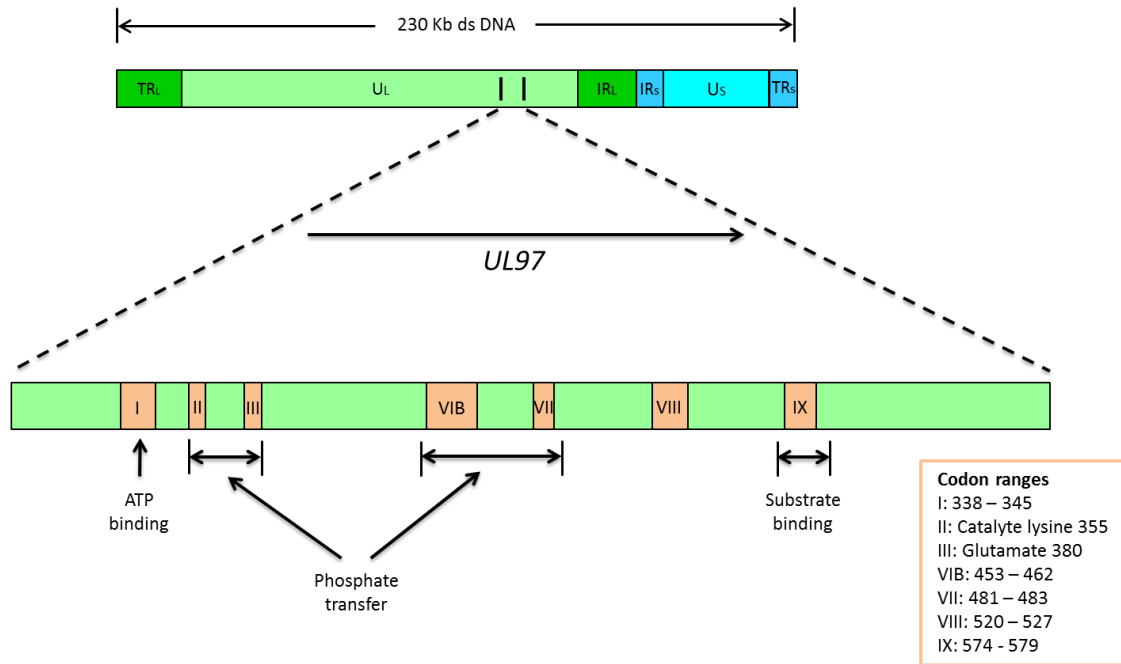 230 Kb ds DNA
TRL UL IRL IRS US TRS
UL97
I II III VIB VII VIII IX
ATP
binding
Substrate
binding
Phosphate
transfer
Codon ranges
I: 338 – 345
II: Catalyte lysine 355
III: Glutamate 380
VIB: 453 – 462
VII: 481 – 483
VIII: 520 – 527
IX: 574 - 579